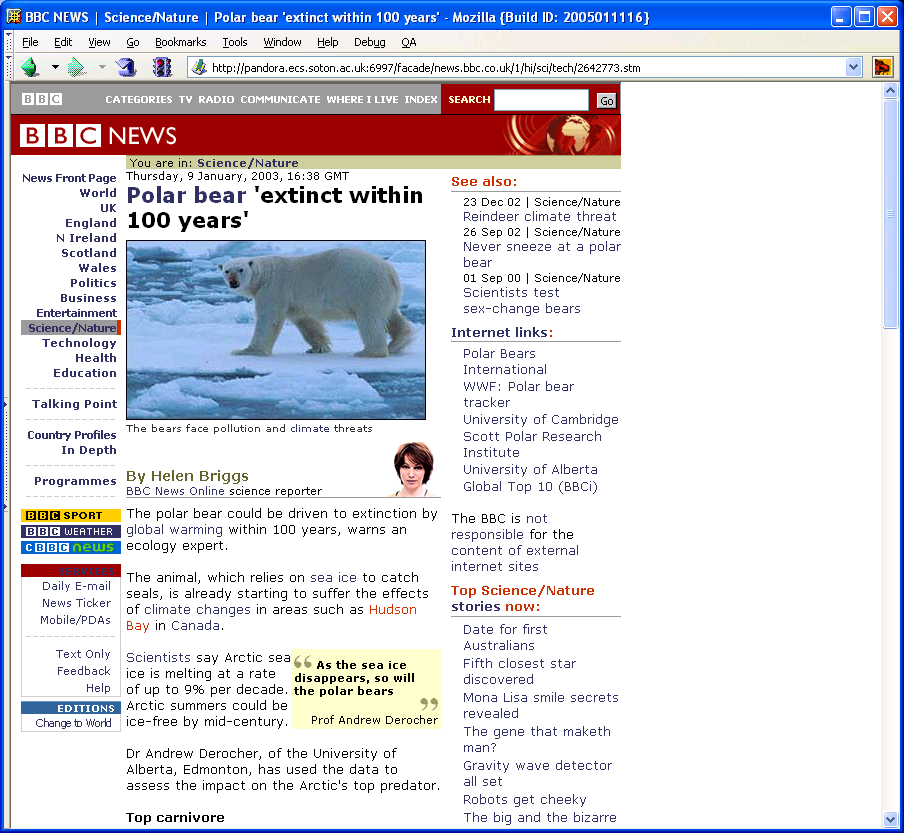 BBC NEWS | Science/Nature | Polar bear 'extinct within 100 years' - Mozilla {Build ID: 2005011116}
File Edit View Go Bookmarks Tools Window Help Debug QA
http://pandora.ecs.soton.ac.uk:6997/facade/news.bbc.co.uk/1/hi/sci/tech/2642773.stm
BBC CATEGORIES TV RADIO COMMUNICATE WHERE I LIVE INDEX SEARCH Go
BBC NEWS
You are in: Science/Nature
News Front Page
World
UK
England
N Ireland
Scotland
Wales
Politics
Business
Entertainment
Science/Nature
Technology
Health
Education
Talking Point
Country Profiles
In Depth
Programmes
BBC SPORT
BBC WEATHER
CBBC news
SERVICES
Daily E-mail
News Ticker
Mobile/PDAs
Text Only
Feedback
Help
EDITIONS
Change to World
Thursday, 9 January, 2003, 16:38 GMT
Polar bear 'extinct within
100 years'
The bears face pollution and climate threats
By Helen Briggs
BBC News Online science reporter
The polar bear could be driven to extinction by
global warming within 100 years, warns an
ecology expert.
The animal, which relies on sea ice to catch
seals, is already starting to suffer the effects
of climate changes in areas such as Hudson
Bay in Canada.
Scientists say Arctic sea
ice is melting at a rate
of up to 9% per decade.
Arctic summers could be
ice-free by mid-century.
“ As the sea ice
disappears, so will
the polar bears
”
Prof Andrew Derocher
Dr Andrew Derocher, of the University of
Alberta, Edmonton, has used the data to
assess the impact on the Arctic's top predator.
Top carnivore
See also:
23 Dec 02 | Science/Nature
Reindeer climate threat
26 Sep 02 | Science/Nature
Never sneeze at a polar
bear
01 Sep 00 | Science/Nature
Scientists test
sex-change bears
Internet links:
Polar Bears
International
WWF: Polar bear
tracker
University of Cambridge
Scott Polar Research
Institute
University of Alberta
Global Top 10 (BBCi)
The BBC is not
responsible for the
content of external
internet sites
Top Science/Nature
stories now:
Date for first
Australians
Fifth closest star
discovered
Mona Lisa smile secrets
revealed
The gene that maketh
man?
Gravity wave detector
all set
Robots get cheeky
The big and the bizarre